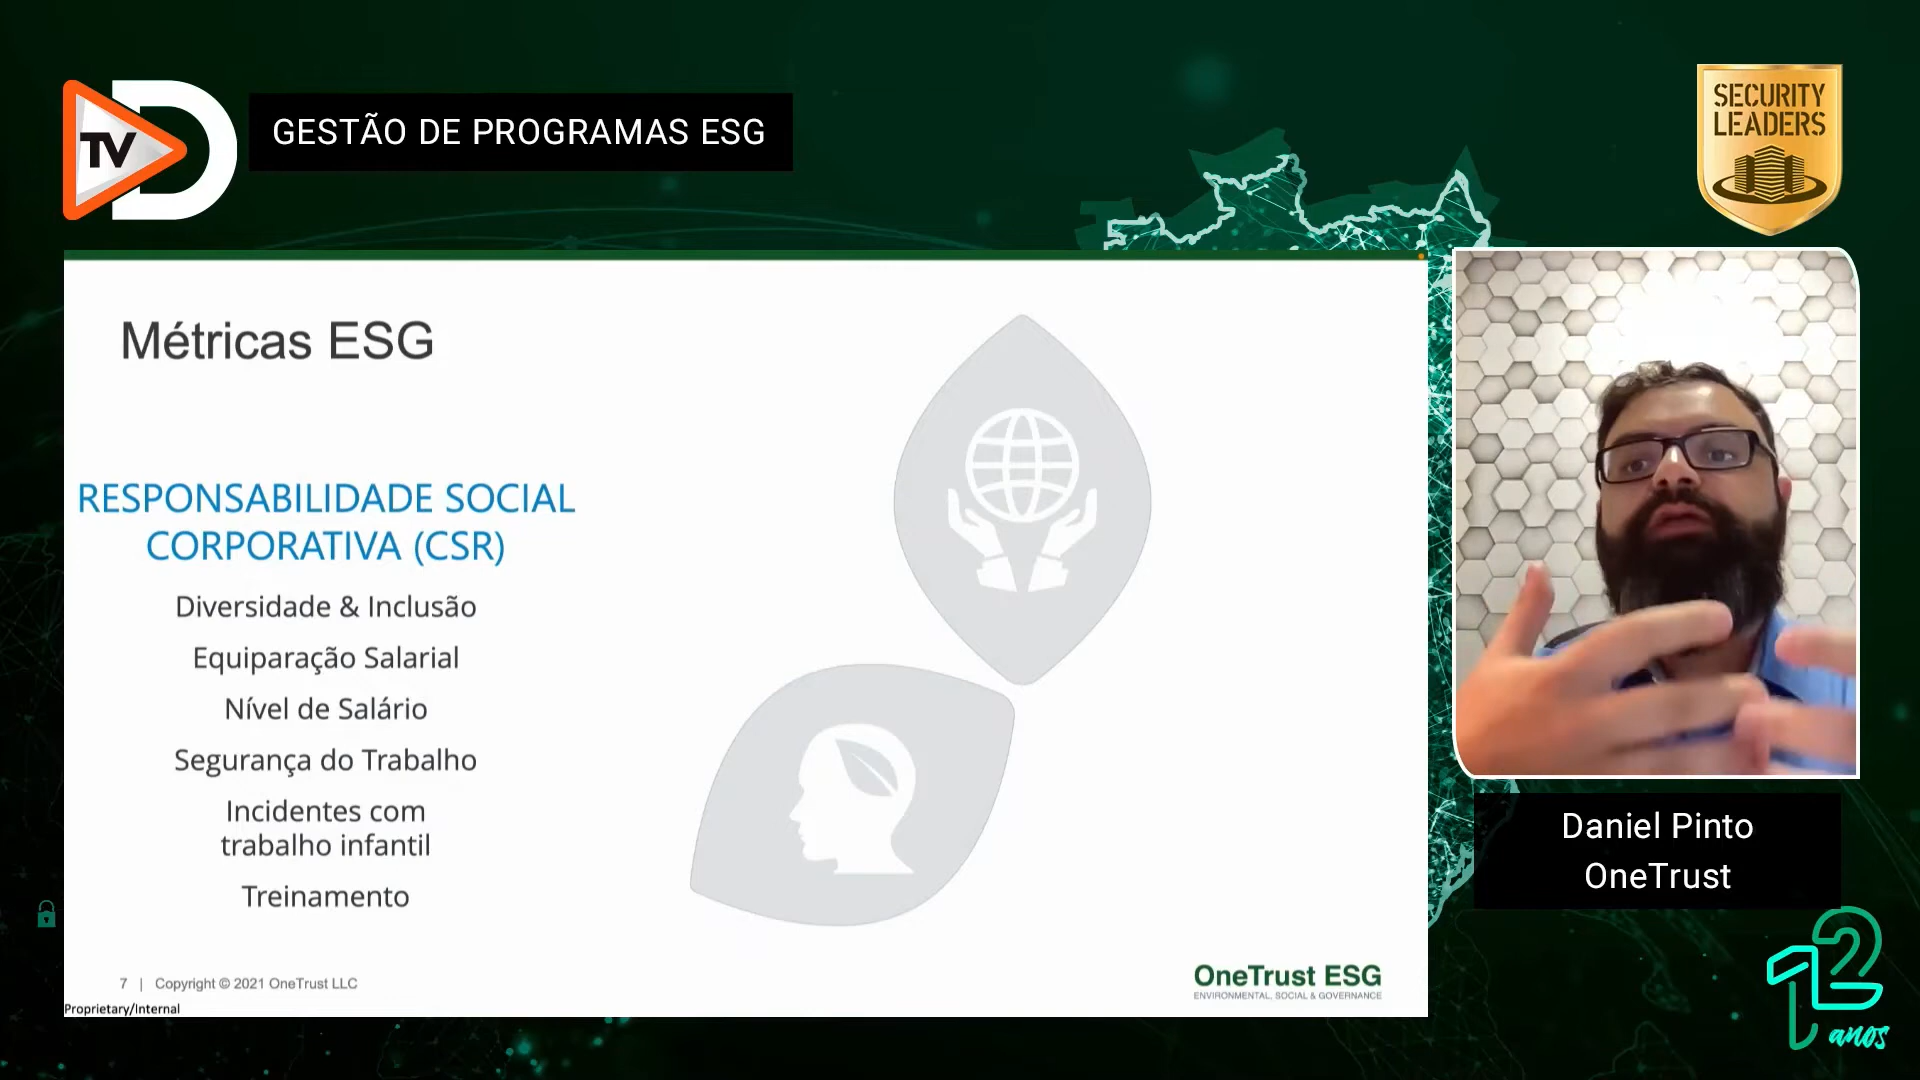 TV D
GESTÃO DE PROGRAMAS ESG
SECURITY
LEADERS
Métricas ESG
RESPONSABILIDADE SOCIAL
CORPORATIVA (CSR)
Diversidade & Inclusão
Equiparação Salarial
Nível de Salário
Segurança do Trabalho
Incidentes com
trabalho infantil
Treinamento
7 | Copyright © 2021 OneTrust LLC
Proprietary/Internal
OneTrust ESG
ENVIRONMENTAL, SOCIAL & GOVERNANCE
Daniel Pinto
OneTrust
12
anos